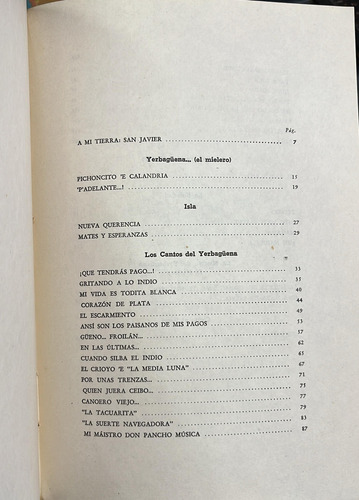 Pág.
A MI TIERRA: SAN JAVIER 7
Yerbagüena... (el mielero)
PICHONCITO 'E CALANDRIA 15
'P'ADELANTE...! 19
Isla
NUEVA QUERENCIA 27
MATES Y ESPERANZAS 29
Los Cantos del Yerbagüena
¡QUE TENDRÁS PAGO...! 33
GRITANDO A LO INDIO 35
MI VIDA ES TODITA BLANCA 40
CORAZÓN DE PLATA 44
EL ESCARMIENTO 49
ANSÍ SON LOS PAISANOS DE MIS PAGOS 53
GÜENO... FROILÁN... 57
EN LAS ÚLTIMAS... 62
CUANDO SILBA EL INDIO 65
EL CRIOYO 'E "LA MEDIA LUNA" 67
POR UNAS TRENZAS... 71
QUIEN JUERA CEIBO... 75
CANOERO VIEJO... 77
"LA TACUARITA" 79
"LA SUERTE NAVEGADORA" 83
MI MÁISTRO DON PANCHO MÚSICA 87